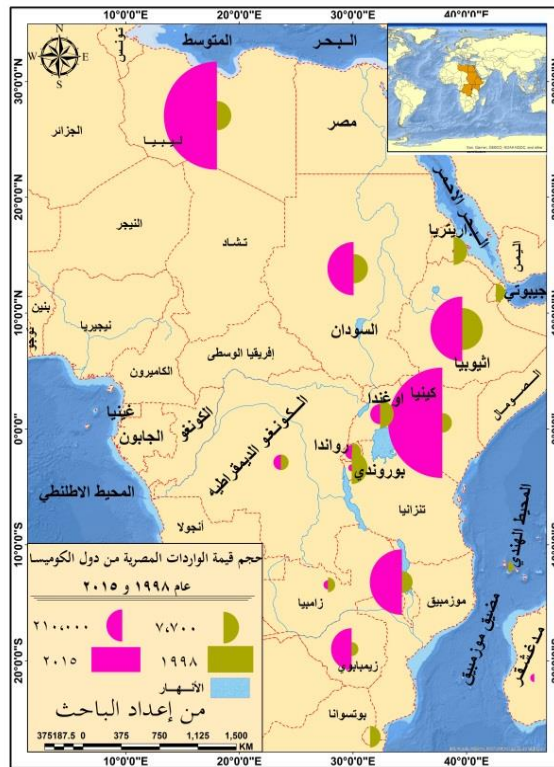 10°0'0"E
20°0'0"E
30°0'0"E
40°0'0"E
30°0'0"N
20°0'0"N
10°0'0"N
0°0'0"
10°0'0"S
20°0'0"S
N
W
E
S
تونس
المتوسط
البحر
الجزائر
ليبيا
مصر
البحر الاحمر
النيجر
تشاد
اريتريا
اليمن
جيبوتي
السودان
اثيوبيا
بنين
توجو
نيجيريا
إفريقيا الوسطى
الكاميرون
الصومال
كينيا
اوغندا
غينيا
الجابون
الكونغو
الكونغو الديمقراطيه
رواندا
بوروندي
تنزانيا
المحيط الاطلنطي
المحيط الهندي
أنجولا
زامبيا
موزمبيق
مضيق موزمبيق
مدغشقر
زيمبابوي
بوتسوانا
حجم قيمة الواردات المصرية من دول الكوميسا
عام ١٩٩٨ و ٢٠١٥
٢١٠,٠٠٠
٧,٧٠٠
٢٠١٥
١٩٩٨
الأنهار
من إعداد الباحث
375187.5 0 375 750 1,125 1,500
KM
10°0'0"E
20°0'0"E
30°0'0"E
40°0'0"E